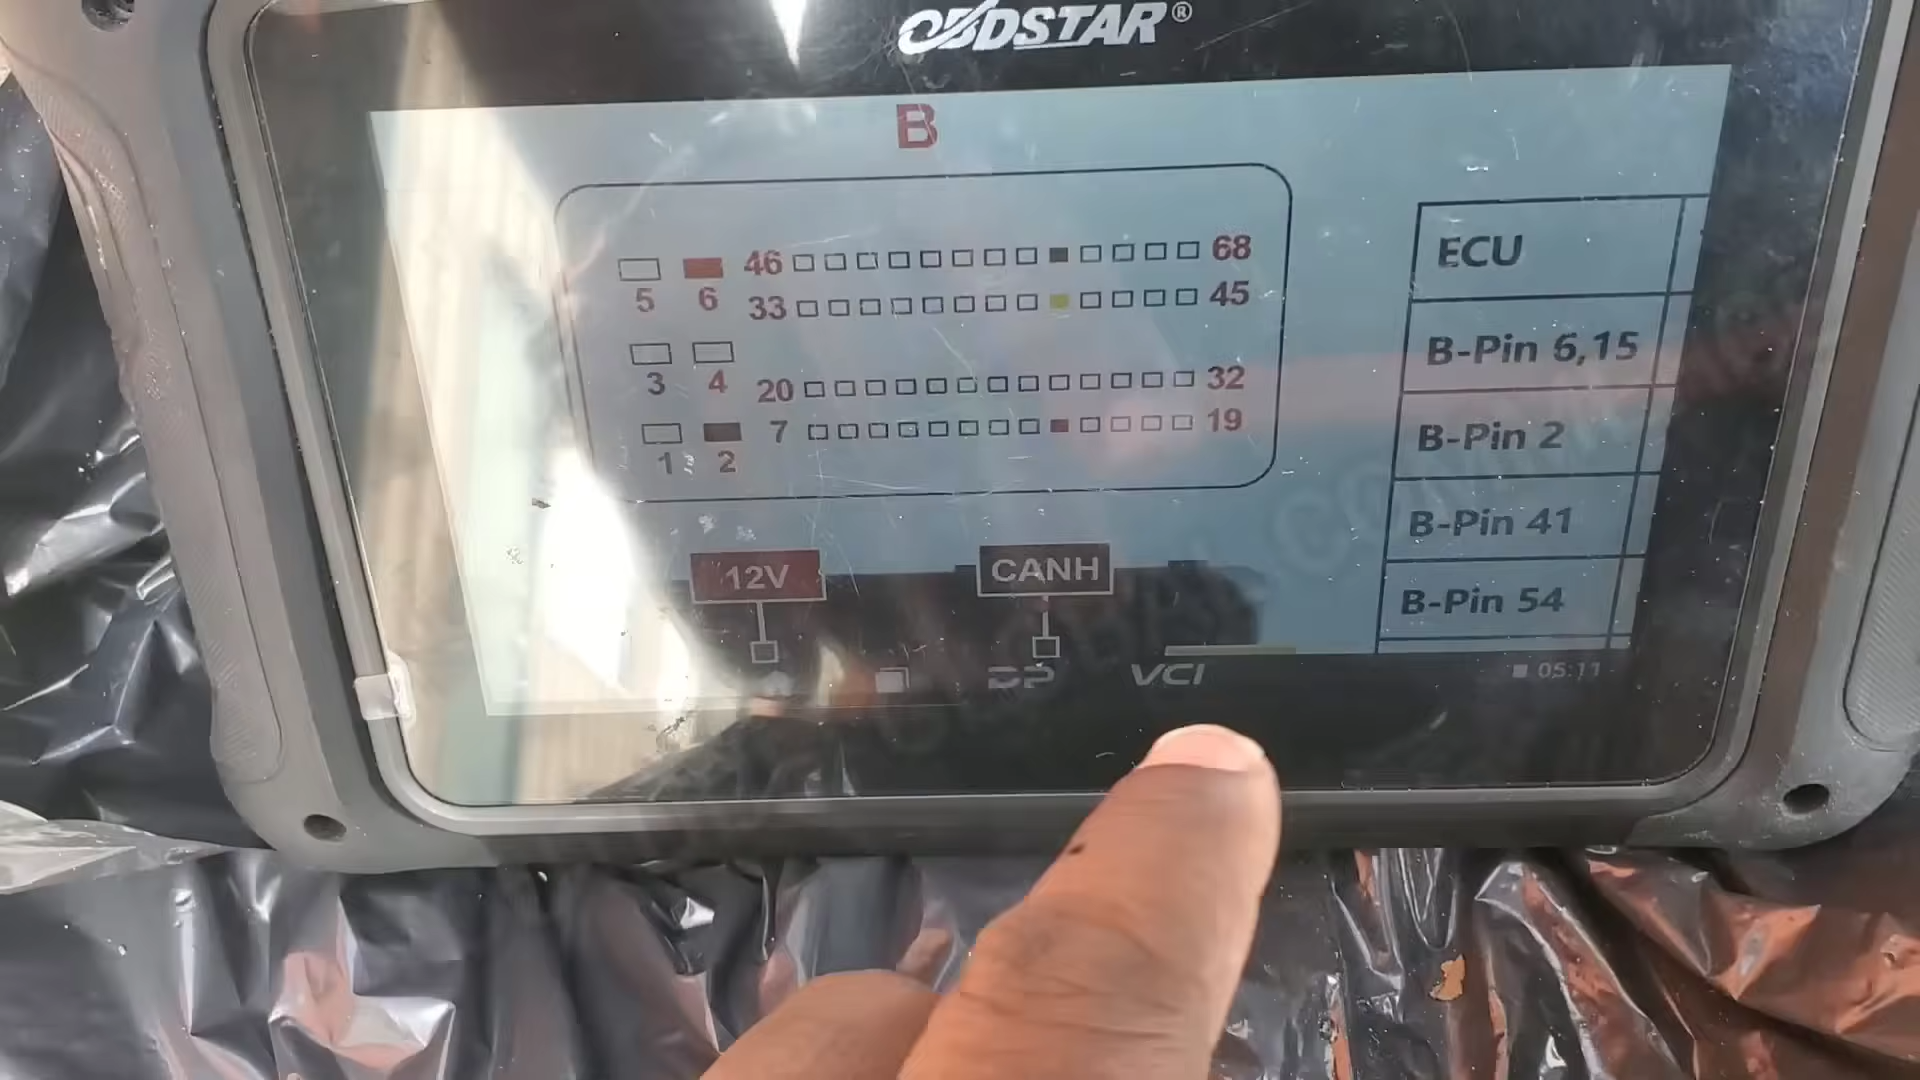 OBDSTAR®
B
46 68
5 6
33 45
3 4
20 32
7 19
1 2
12V
CANH
ECU
B-Pin 6,15
B-Pin 2
B-Pin 41
B-Pin 54
DP
VCI
05:11